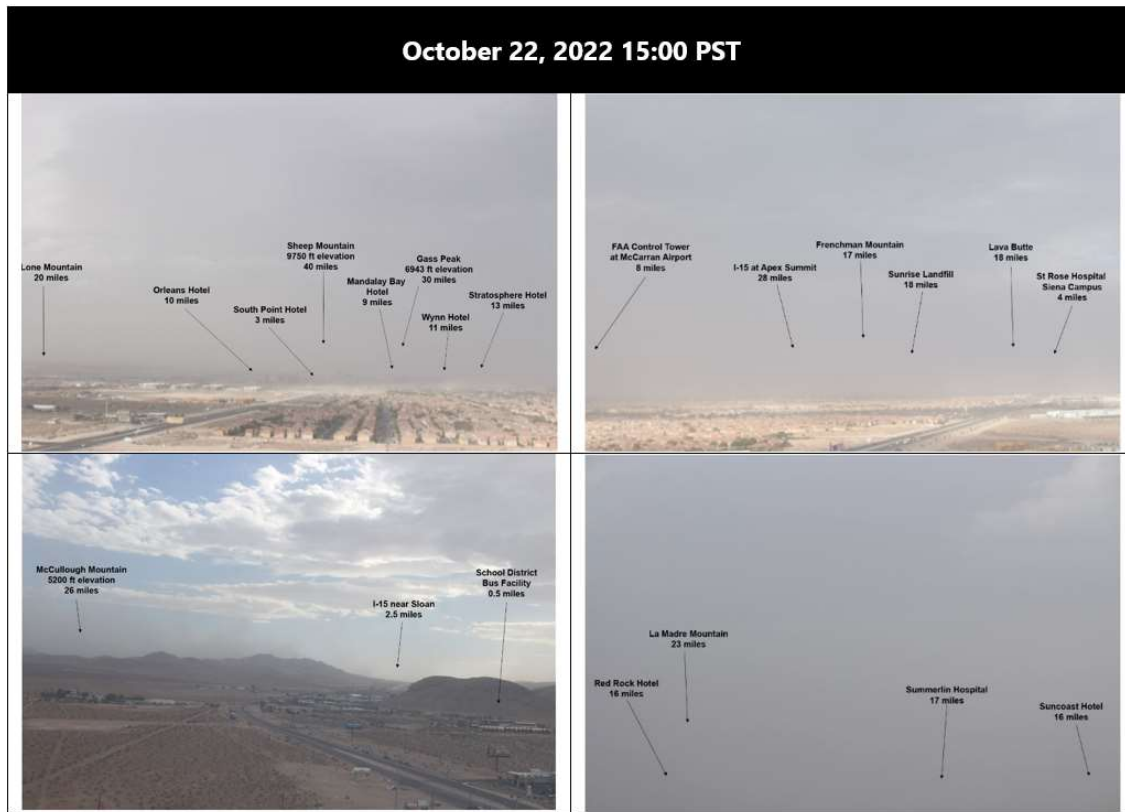 October 22, 2022 15:00 PST
Sheep Mountain
9750 ft elevation
40 miles
Gass Peak
6943 ft elevation
30 miles
Lone Mountain
20 miles
Mandalay Bay
Hotel
9 miles
Orleans Hotel
10 miles
Stratosphere Hotel
13 miles
South Point Hotel
3 miles
Wynn Hotel
11 miles
FAA Control Tower
at McCarran Airport
8 miles
Frenchman Mountain
17 miles
Lava Butte
18 miles
I-15 at Apex Summit
28 miles
Sunrise Landfill
18 miles
St Rose Hospital
Siena Campus
4 miles
McCullough Mountain
5200 ft elevation
26 miles
School District
Bus Facility
0.5 miles
I-15 near Sloan
2.5 miles
La Madre Mountain
23 miles
Red Rock Hotel
16 miles
Summerlin Hospital
17 miles
Suncoast Hotel
16 miles